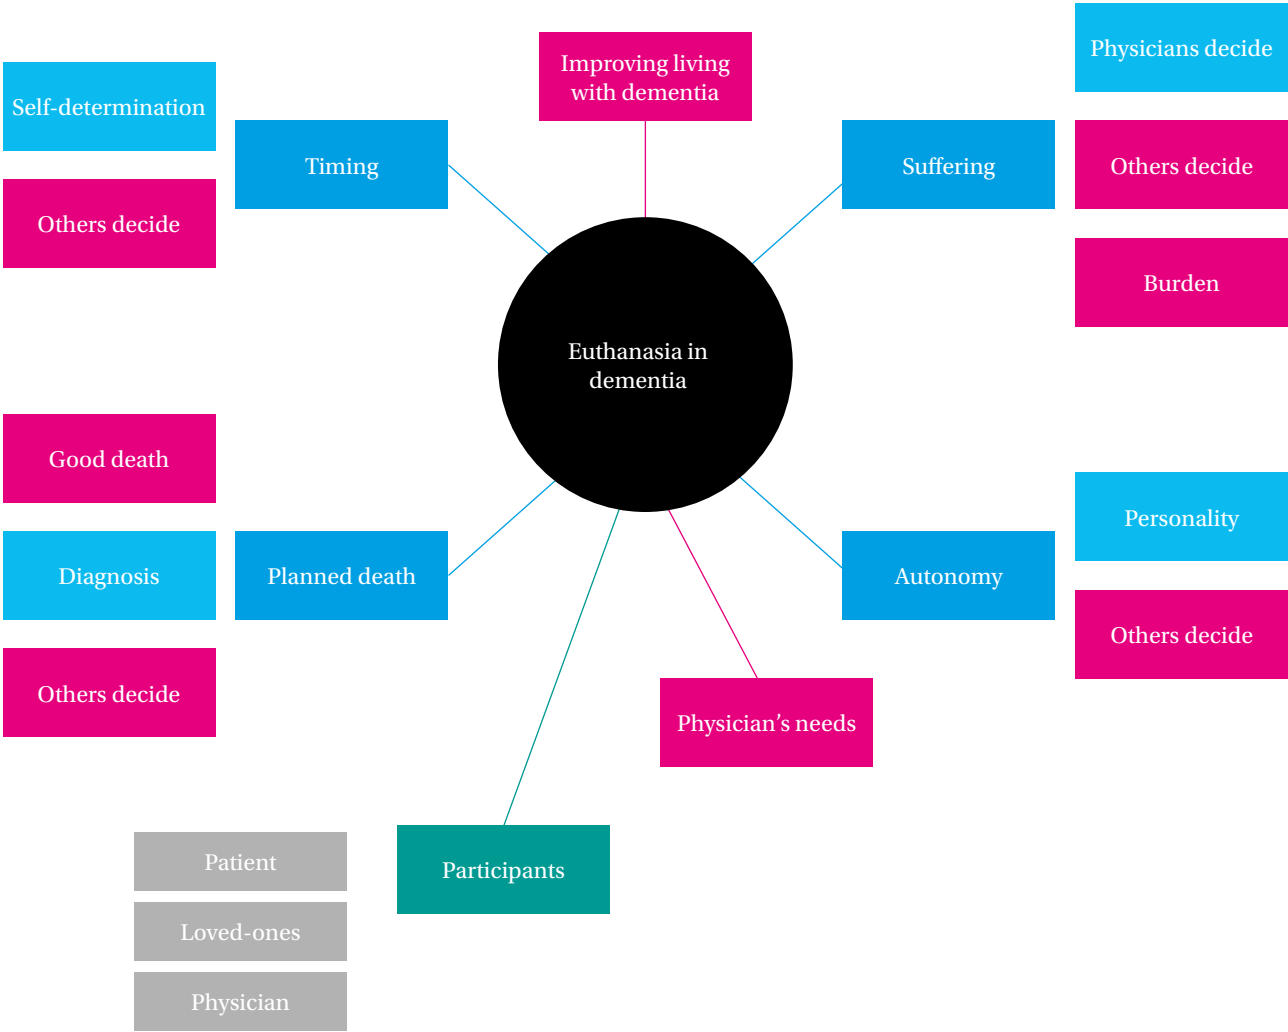 Physicians decide
Improving living
with dementia
Self-determination
Timing
Suffering
Others decide
Others decide
Burden
Euthanasia in
dementia
Good death
Personality
Diagnosis
Planned death
Autonomy
Others decide
Others decide
Physician’s needs
Patient
Participants
Loved-ones
Physician